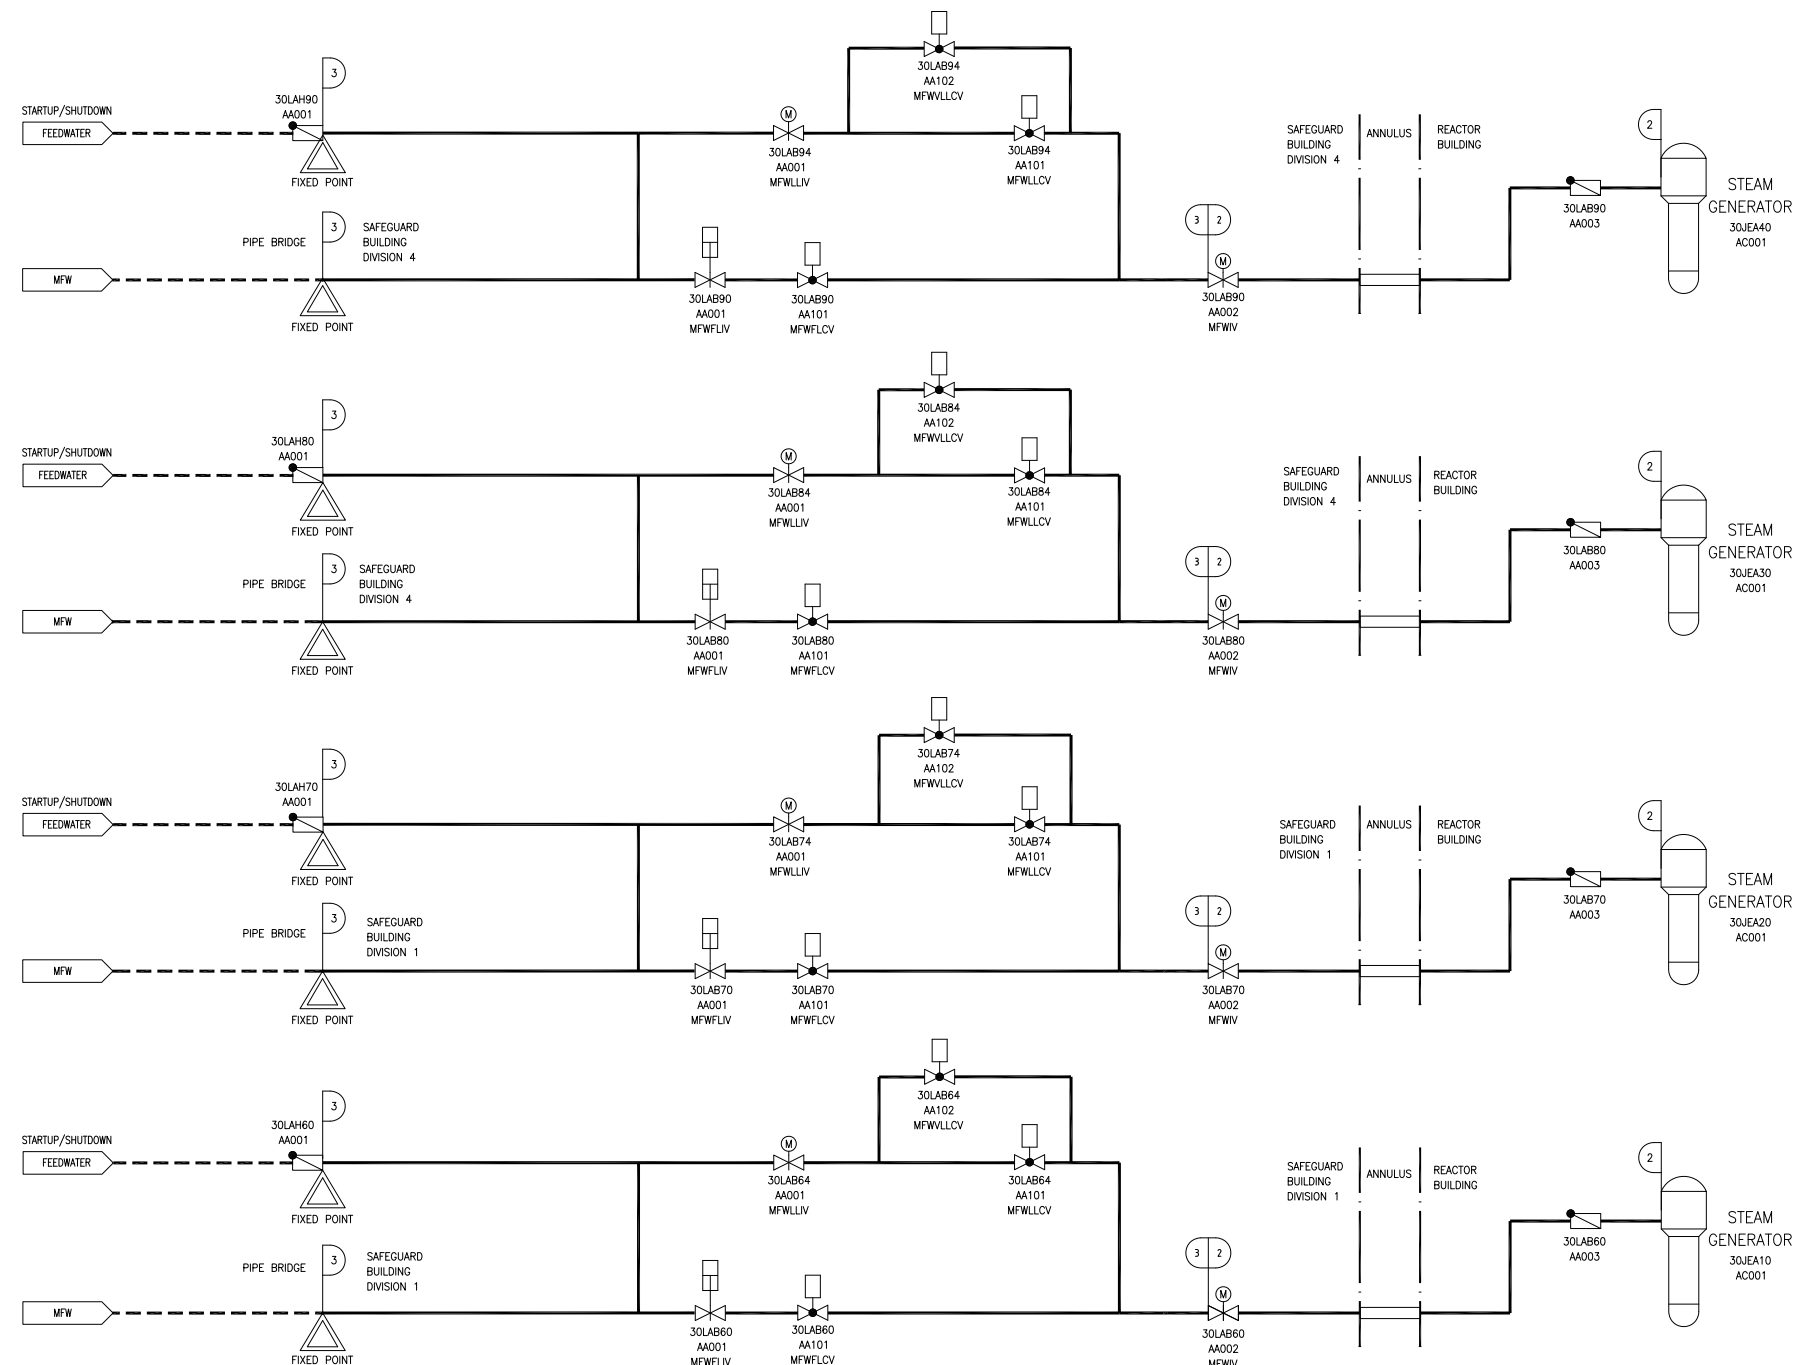 30LAB94
AA102
MFWVLLCV
3
30LAH90
AA001
STARTUP/SHUTDOWN
FEEDWATER
FIXED POINT
M
30LAB94
AA001
MFWLLIV
30LAB94
AA101
MFWLLCV
SAFEGUARD
BUILDING
DIVISION 4
ANNULUS
REACTOR
BUILDING
2
30LAB90
AA003
STEAM
GENERATOR
30JEA40
AC001
PIPE BRIDGE
3
SAFEGUARD
BUILDING
DIVISION 4
MFW
FIXED POINT
30LAB90
AA001
MFWFLIV
30LAB90
AA101
MFWFLCV
3 2
M
30LAB90
AA002
MFWIV
30LAB84
AA102
MFWVLLCV
3
30LAH80
AA001
STARTUP/SHUTDOWN
FEEDWATER
FIXED POINT
M
30LAB84
AA001
MFWLLIV
30LAB84
AA101
MFWLLCV
SAFEGUARD
BUILDING
DIVISION 4
ANNULUS
REACTOR
BUILDING
2
30LAB80
AA003
STEAM
GENERATOR
30JEA30
AC001
PIPE BRIDGE
3
SAFEGUARD
BUILDING
DIVISION 4
MFW
FIXED POINT
30LAB80
AA001
MFWFLIV
30LAB80
AA101
MFWFLCV
3 2
M
30LAB80
AA002
MFWIV
30LAB74
AA102
MFWVLLCV
3
30LAH70
AA001
STARTUP/SHUTDOWN
FEEDWATER
FIXED POINT
M
30LAB74
AA001
MFWLLIV
30LAB74
AA101
MFWLLCV
SAFEGUARD
BUILDING
DIVISION 1
ANNULUS
REACTOR
BUILDING
2
30LAB70
AA003
STEAM
GENERATOR
30JEA20
AC001
PIPE BRIDGE
3
SAFEGUARD
BUILDING
DIVISION 1
MFW
FIXED POINT
30LAB70
AA001
MFWFLIV
30LAB70
AA101
MFWFLCV
3 2
M
30LAB70
AA002
MFWIV
30LAB64
AA102
MFWVLLCV
3
30LAH60
AA001
STARTUP/SHUTDOWN
FEEDWATER
FIXED POINT
M
30LAB64
AA001
MFWLLIV
30LAB64
AA101
MFWLLCV
SAFEGUARD
BUILDING
DIVISION 1
ANNULUS
REACTOR
BUILDING
2
30LAB60
AA003
STEAM
GENERATOR
30JEA10
AC001
PIPE BRIDGE
3
SAFEGUARD
BUILDING
DIVISION 1
MFW
FIXED POINT
30LAB60
AA001
MFWFLIV
30LAB60
AA101
MFWFLCV
3 2
M
30LAB60
AA002
MFWIV